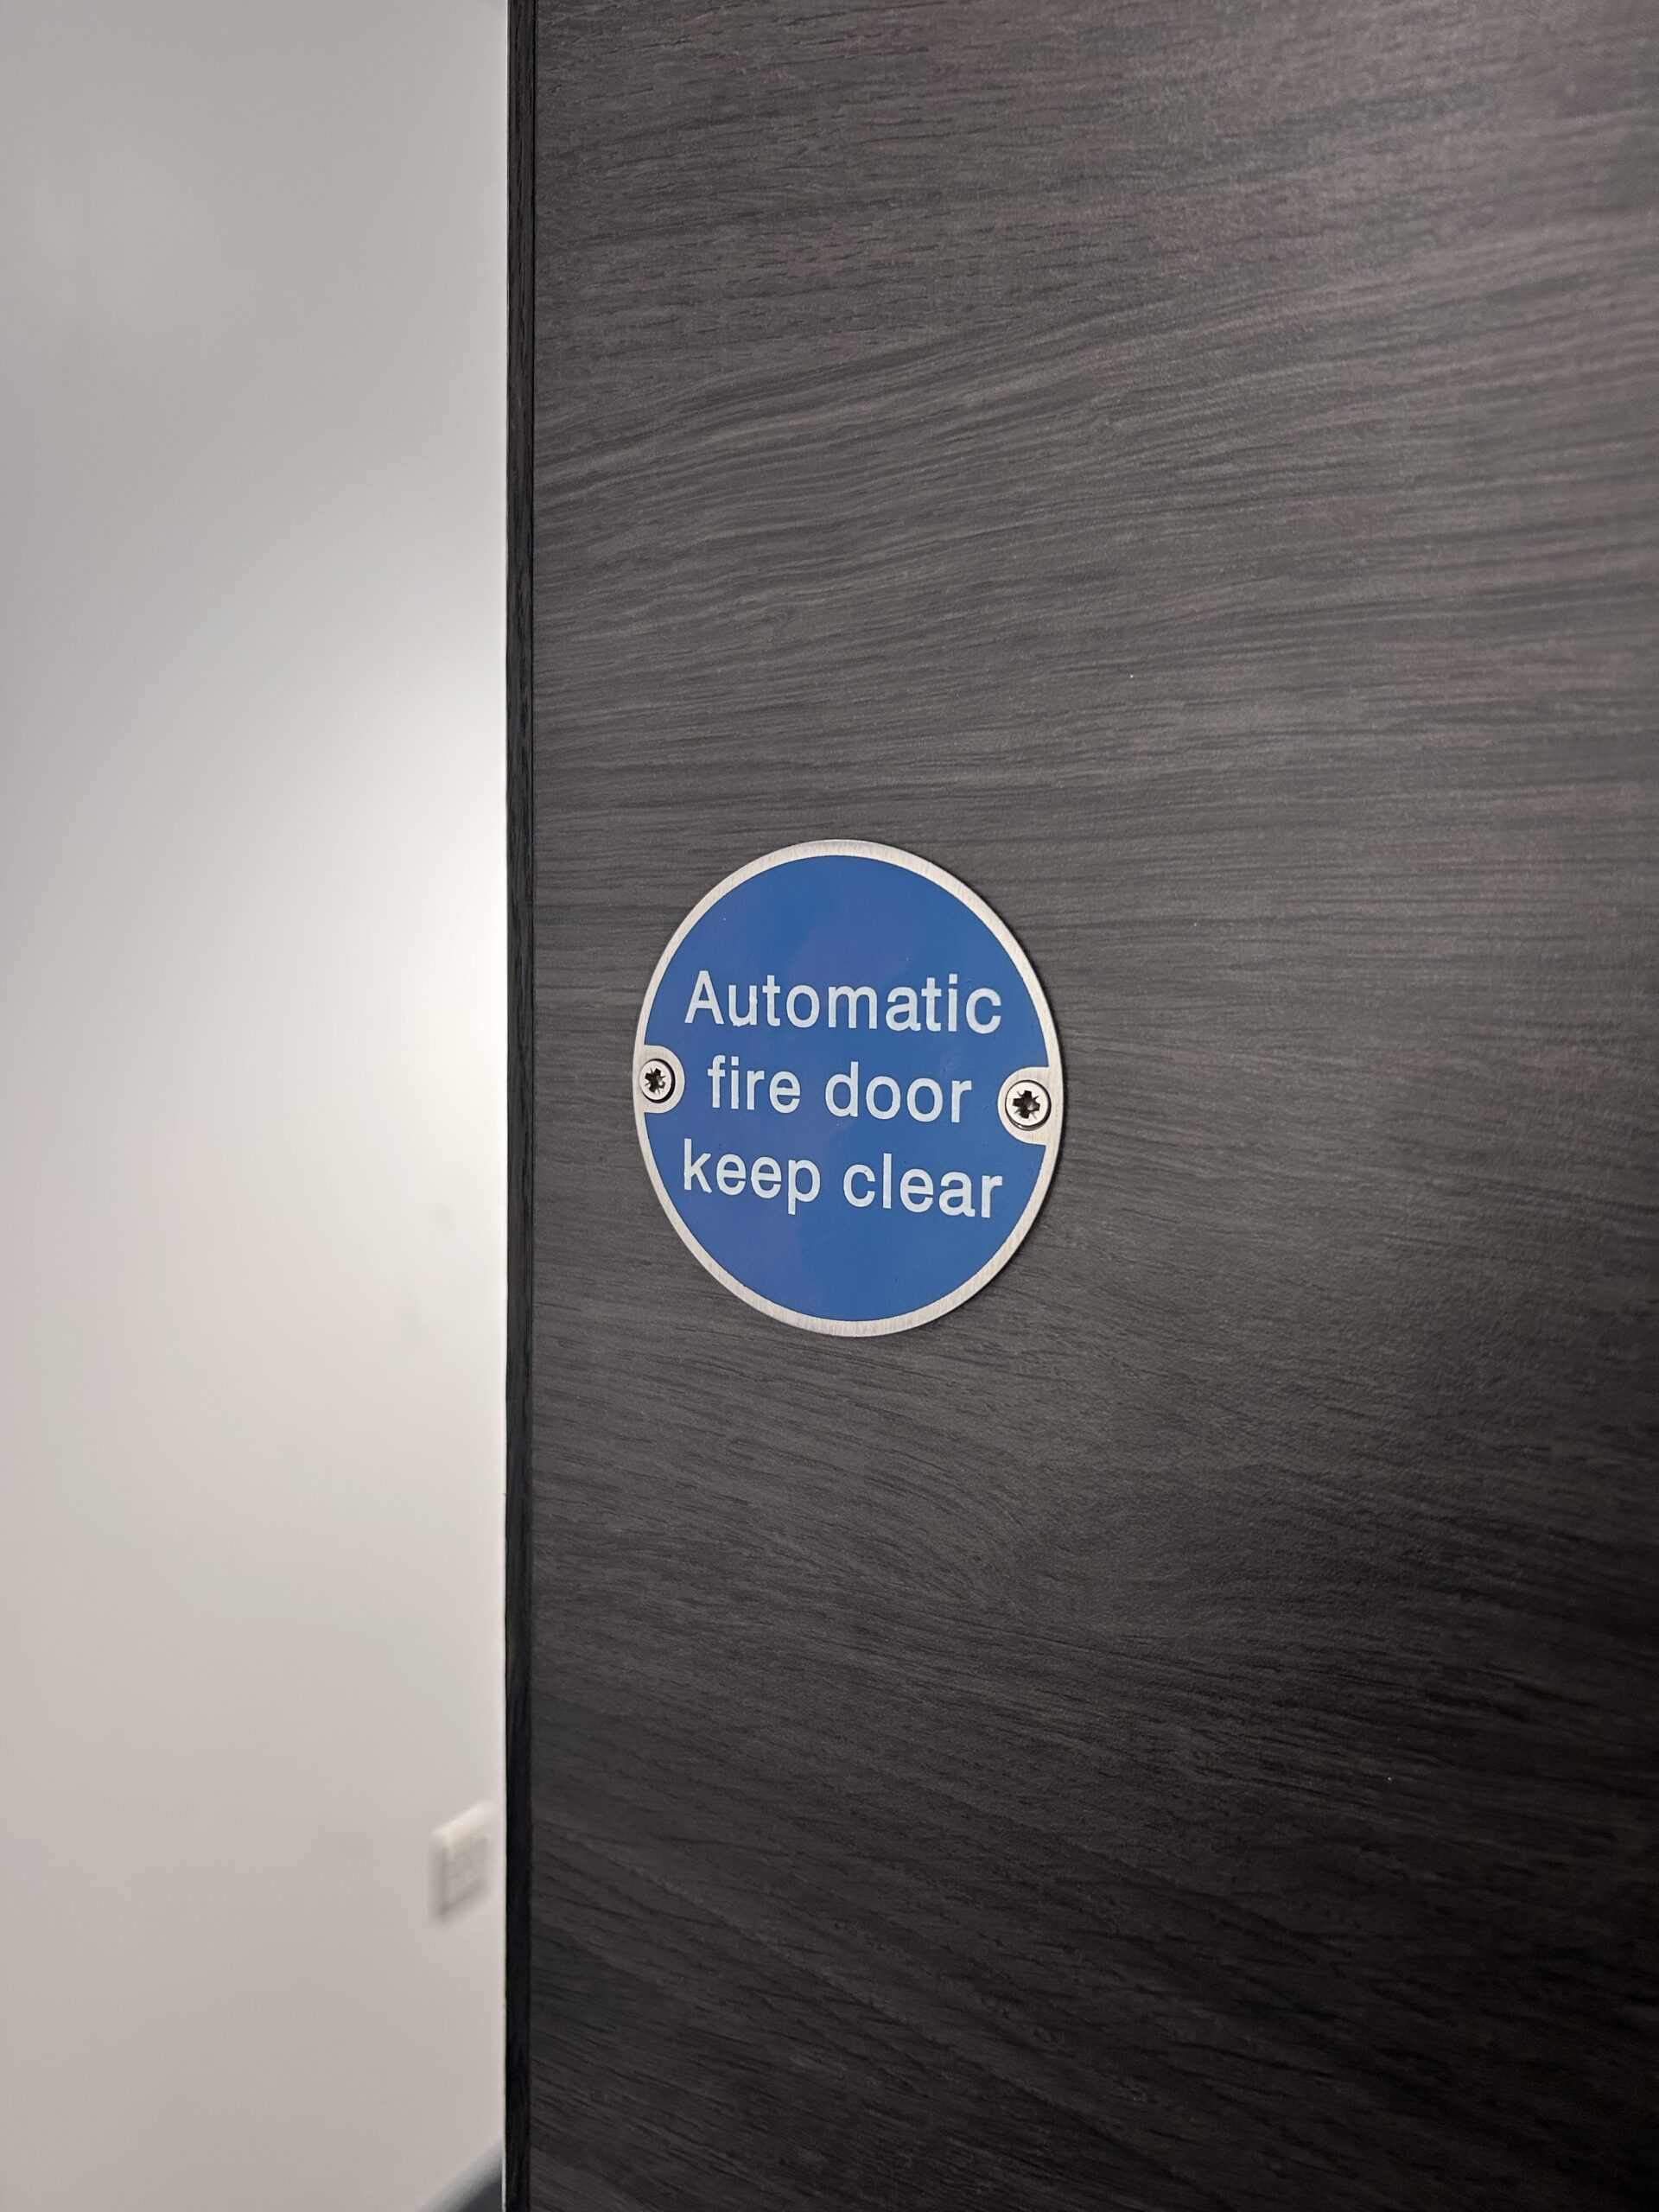 Automatic
fire door
keep clear